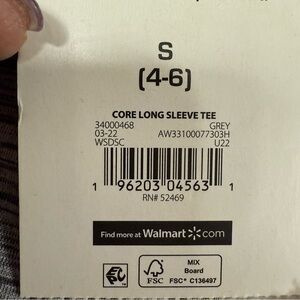 S
(4-6)
CORE LONG SLEEVE TEE
34000468 GREY
03-22 AW33100077303H
WSDSC U22
1 96203 04563 1
RN# 52469
Find more at Walmart.com
FSC
MIX
Board
FSC® C136497